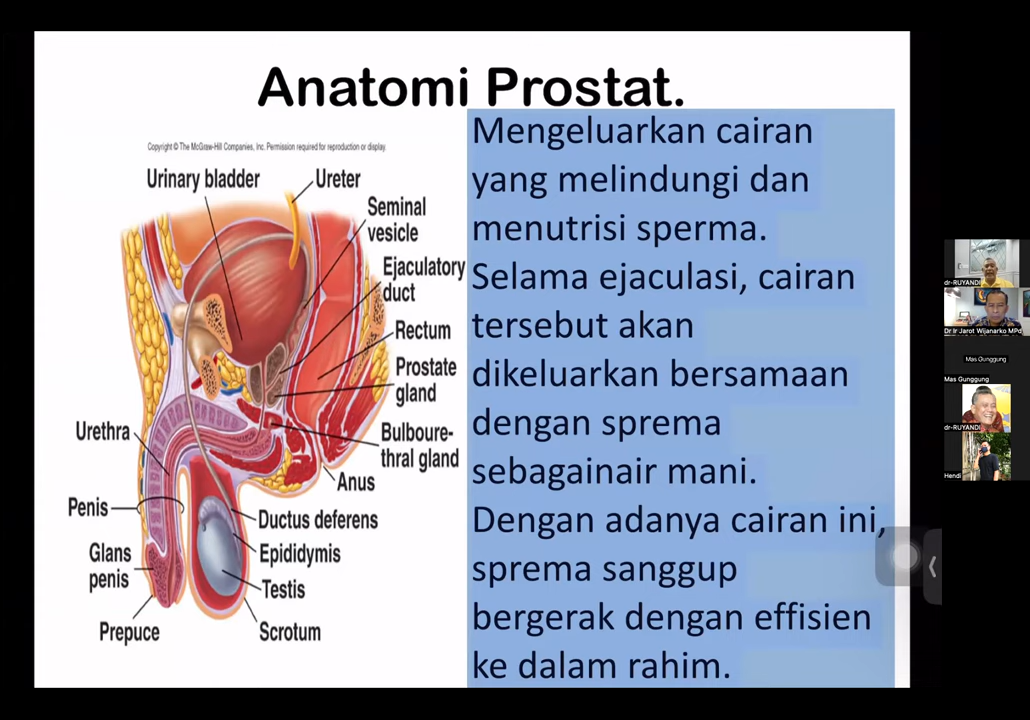 Anatomi Prostat.
Copyright © The McGraw-Hill Companies, Inc. Permission required for reproduction or display.
Urinary bladder
Ureter
Seminal
vesicle
Ejaculatory
duct
Rectum
Prostate
gland
Bulboure-
thral gland
Anus
Urethra
Penis
Glans
penis
Prepuce
Ductus deferens
Epididymis
Testis
Scrotum
Mengeluarkan cairan
yang melindungi dan
menutrisi sperma.
Selama ejaculasi, cairan
tersebut akan
dikeluarkan bersamaan
dengan sprema
sebagainair mani.
Dengan adanya cairan ini,
sprema sanggup
bergerak dengan effisien
ke dalam rahim.
dr-RUYANDI
Dr Ir Jarot Wijanarko MPd
Mas Gunggung
Mas Gunggung
dr-RUYANDI
Hendi